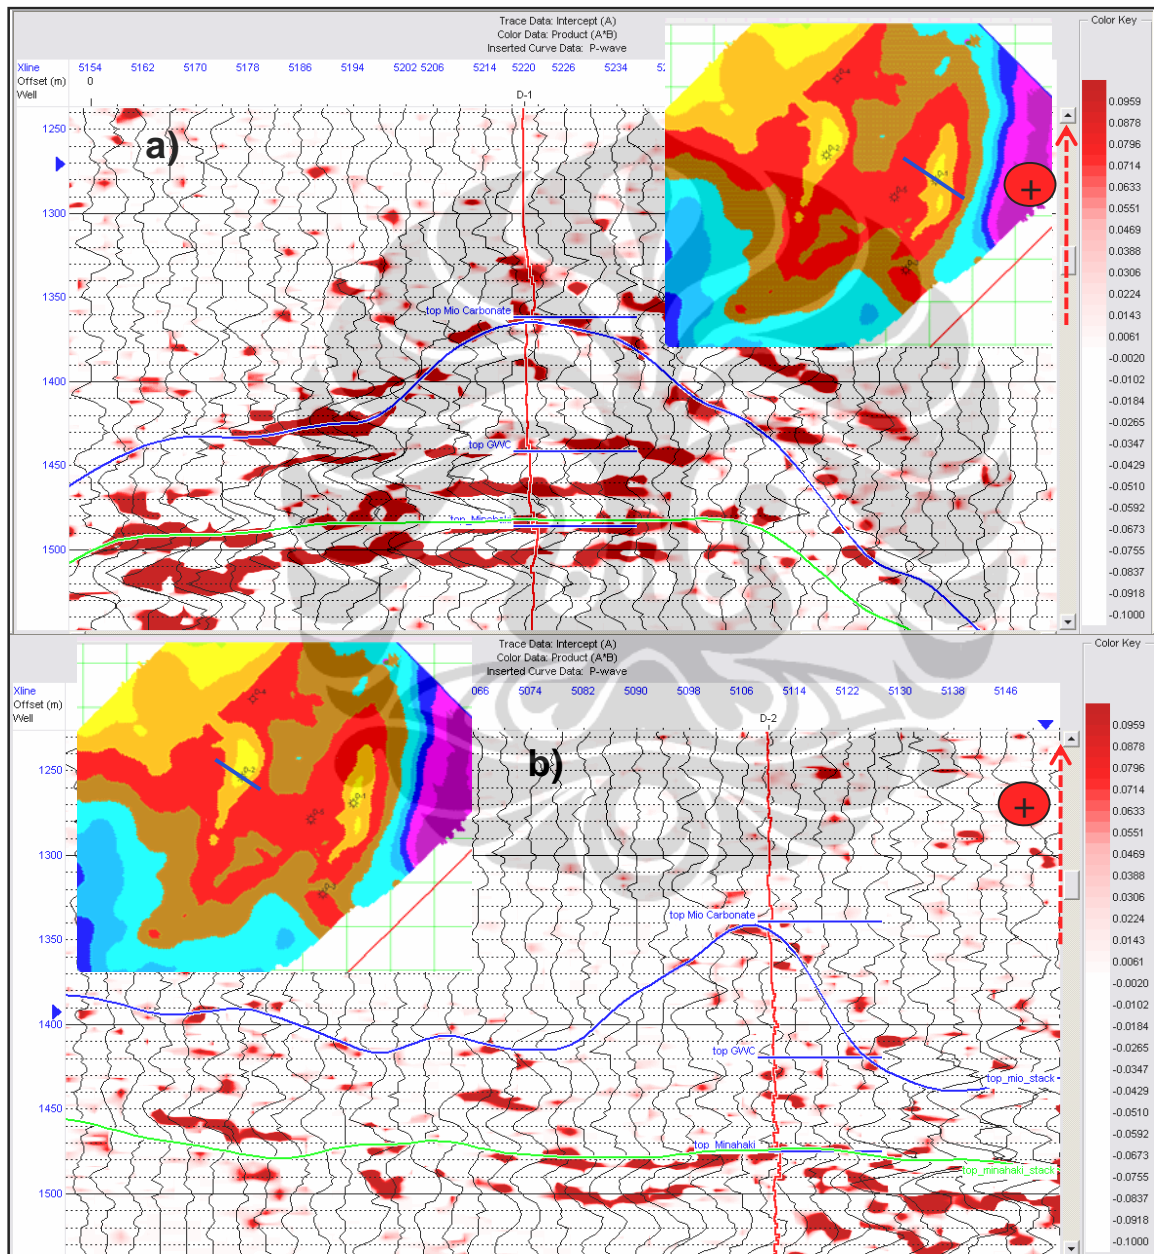 Trace Data: Intercept (A)
Color Data: Product (A*B)
Inserted Curve Data: P-wave
Color Key
Xline 5154 5162 5170 5178 5186 5194 5202 5206 5214 5220 5226 5234
Offset (m) 0
Well D-1
a)
1250
1300
1350
1400
1450
1500
top Mio Carbonate
top GWC
D-4
D-2
D-1
+
0.0959
0.0878
0.0796
0.0714
0.0633
0.0551
0.0469
0.0388
0.0306
0.0224
0.0143
0.0061
-0.0020
-0.0102
-0.0184
-0.0265
-0.0347
-0.0429
-0.0510
-0.0592
-0.0673
-0.0755
-0.0837
-0.0918
-0.1000
Trace Data: Intercept (A)
Color Data: Product (A*B)
Inserted Curve Data: P-wave
Color Key
Xline 066 5074 5082 5090 5098 5106 5114 5122 5130 5138 5146
Offset (m)
Well D-2
b)
1250
1300
1350
1400
1450
1500
top Mio Carbonate
top GWC
top_mio_stack
top_Minahaki
top_minahaki_stack
D-4
D-2
D-1
+
0.0959
0.0878
0.0796
0.0714
0.0633
0.0551
0.0469
0.0388
0.0306
0.0224
0.0143
0.0061
-0.0020
-0.0102
-0.0184
-0.0265
-0.0347
-0.0429
-0.0510
-0.0592
-0.0673
-0.0755
-0.0837
-0.0918
-0.1000